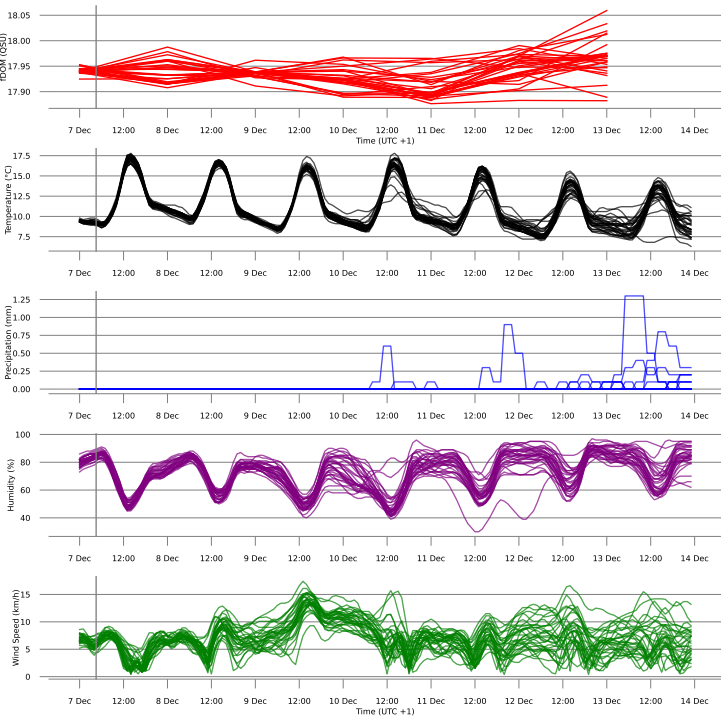 18.05
18.00
17.95
17.90
fDOM (QSU)
7 Dec 12:00 8 Dec 12:00 9 Dec 12:00 10 Dec 12:00 11 Dec 12:00 12 Dec 12:00 13 Dec 12:00 14 Dec
Time (UTC +1)
17.5
15.0
12.5
10.0
7.5
Temperature (°C)
7 Dec 12:00 8 Dec 12:00 9 Dec 12:00 10 Dec 12:00 11 Dec 12:00 12 Dec 12:00 13 Dec 12:00 14 Dec
1.25
1.00
0.75
0.50
0.25
0.00
Precipitation (mm)
7 Dec 12:00 8 Dec 12:00 9 Dec 12:00 10 Dec 12:00 11 Dec 12:00 12 Dec 12:00 13 Dec 12:00 14 Dec
100
80
60
40
Humidity (%)
7 Dec 12:00 8 Dec 12:00 9 Dec 12:00 10 Dec 12:00 11 Dec 12:00 12 Dec 12:00 13 Dec 12:00 14 Dec
15
10
5
0
Wind Speed (km/h)
7 Dec 12:00 8 Dec 12:00 9 Dec 12:00 10 Dec 12:00 11 Dec 12:00 12 Dec 12:00 13 Dec 12:00 14 Dec
Time (UTC +1)